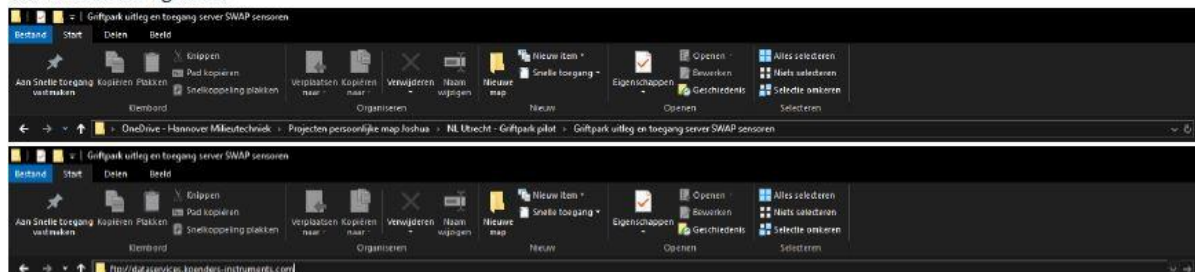 Griftpark uitleg en toegang server SWAP sensoren
Bestand Start Delen Beeld
Aan Snelle toegang vastmaken Kopiëren Plakken Knippen Pad kopiëren Snelkoppeling plakken Verplaatsen naar Kopiëren naar Verwijderen Naam wijzigen Nieuwe map Nieuw item Snelle toegang Eigenschappen Openen Bewerken Geschiedenis Alles selecteren Niets selecteren Selectie omkeren
Klembord Organiseren Nieuw Openen Selecteren
OneDrive - Hannover Milieutechniek › Projecten persoonlijke map Joshua › NL Utrecht - Griftpark pilot › Griftpark uitleg en toegang server SWAP sensoren
Griftpark uitleg en toegang server SWAP sensoren
Bestand Start Delen Beeld
Aan Snelle toegang vastmaken Kopiëren Plakken Knippen Pad kopiëren Snelkoppeling plakken Verplaatsen naar Kopiëren naar Verwijderen Naam wijzigen Nieuwe map Nieuw item Snelle toegang Eigenschappen Openen Bewerken Geschiedenis Alles selecteren Niets selecteren Selectie omkeren
Klembord Organiseren Nieuw Openen Selecteren
ftp://dataservices.koenders-instruments.com